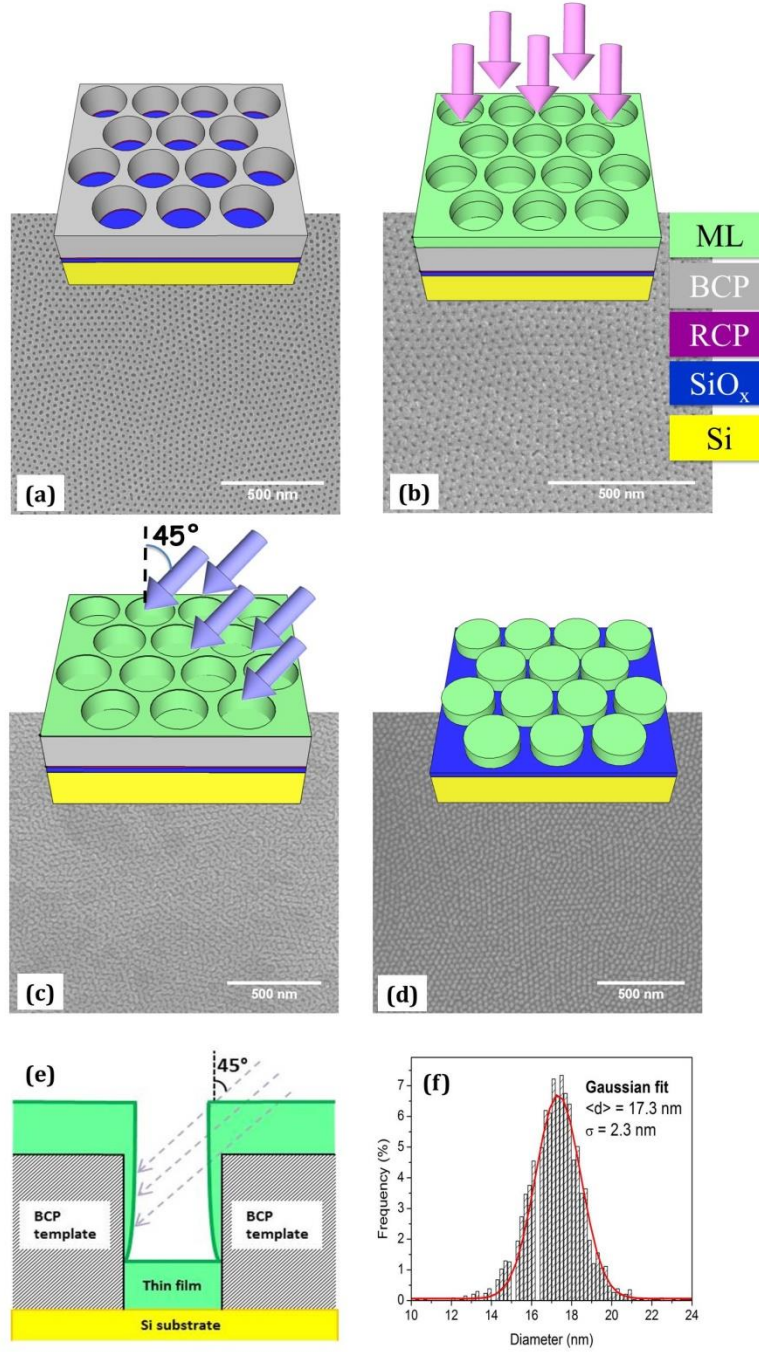 ML
BCP
RCP
SiOx
Si
500 nm
(a)
500 nm
(b)
45°
500 nm
(c)
500 nm
(d)
(e)
45°
BCP
template
BCP
template
Thin film
Si substrate
(f)
Gaussian fit
<d> = 17.3 nm
σ = 2.3 nm
Frequency (%)
7
6
5
4
3
2
1
0
10 12 14 16 18 20 22 24
Diameter (nm)